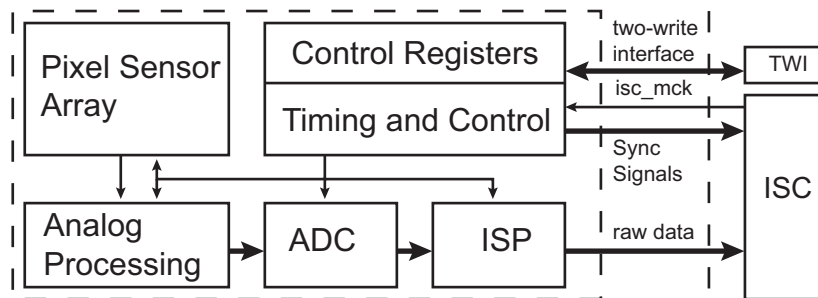 Pixel Sensor
Array
Control Registers
Timing and Control
two-write
interface
TWI
isc_mck
Sync
Signals
ISC
Analog
Processing
ADC
ISP
raw data